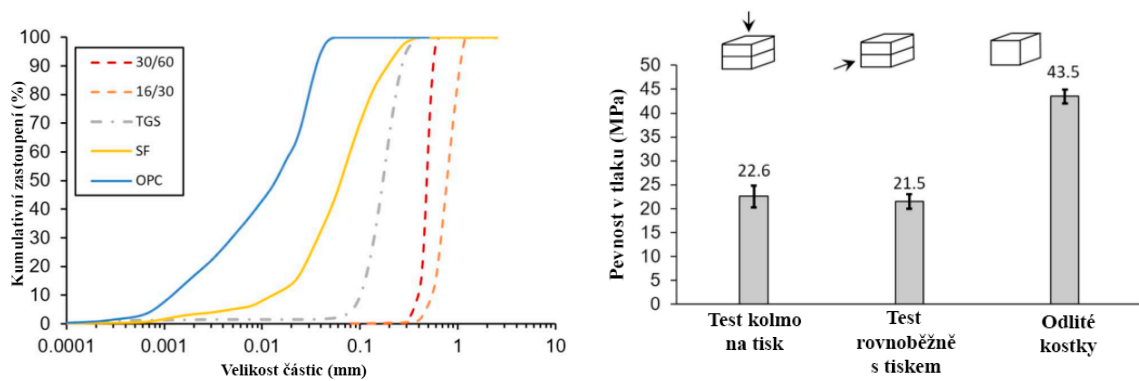 Kumulativní zastoupení (%)
100
90
80
70
60
50
40
30
20
10
0
30/60
16/30
TGS
SF
OPC
0.0001
0.001
0.01
0.1
1
10
Velikost částic (mm)
Pevnost v tlaku (MPa)
50
45
40
35
30
25
20
15
10
5
0
22.6
21.5
43.5
Test kolmo
na tisk
Test
rovnoběžně
s tiskem
Odlité
kostky